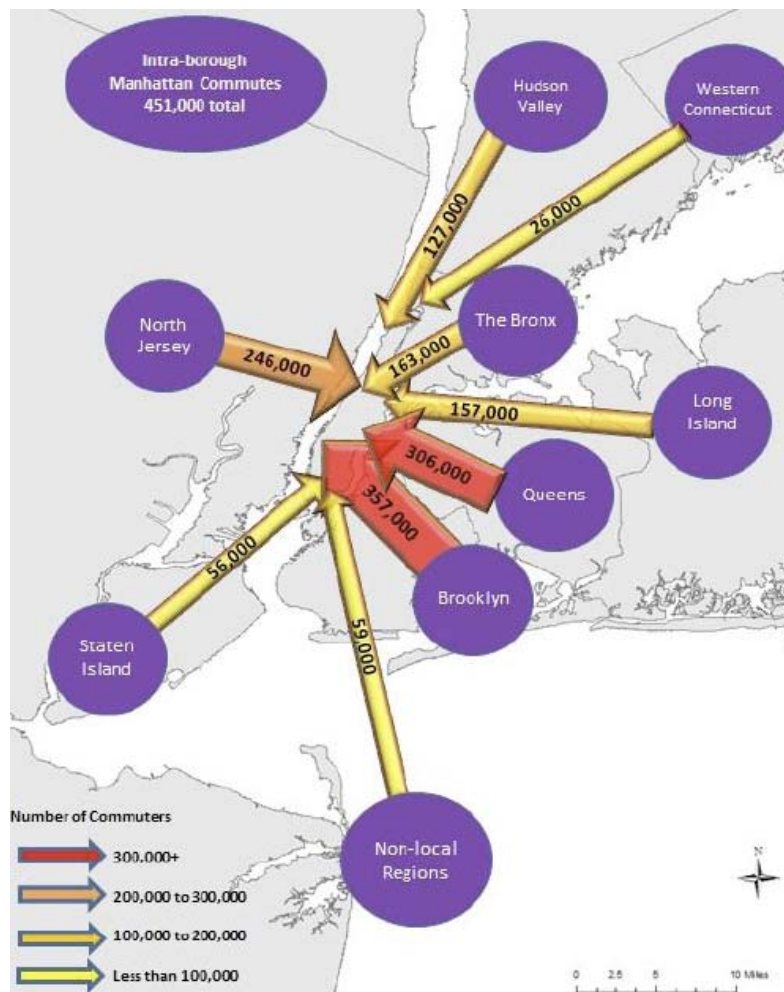 Intra-borough
Manhattan Commutes
451,000 total
Hudson
Valley
Western
Connecticut
127,000
26,000
North
Jersey
246,000
The Bronx
163,000
Long
Island
157,000
306,000
Queens
357,000
Brooklyn
56,000
Staten
Island
59,000
Non-local
Regions
Number of Commuters
300.000+
200,000 to 300,000
100,000 to 200,000
Less than 100,000
N
0 2.5 5 10 Miles